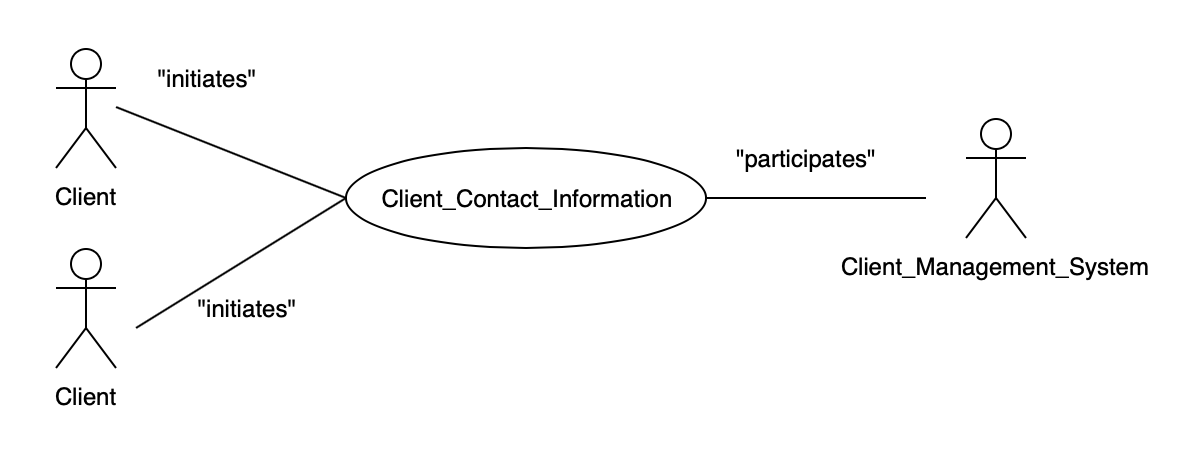 "initiates"
Client
"initiates"
Client
Client_Contact_Information
"participates"
Client_Management_System